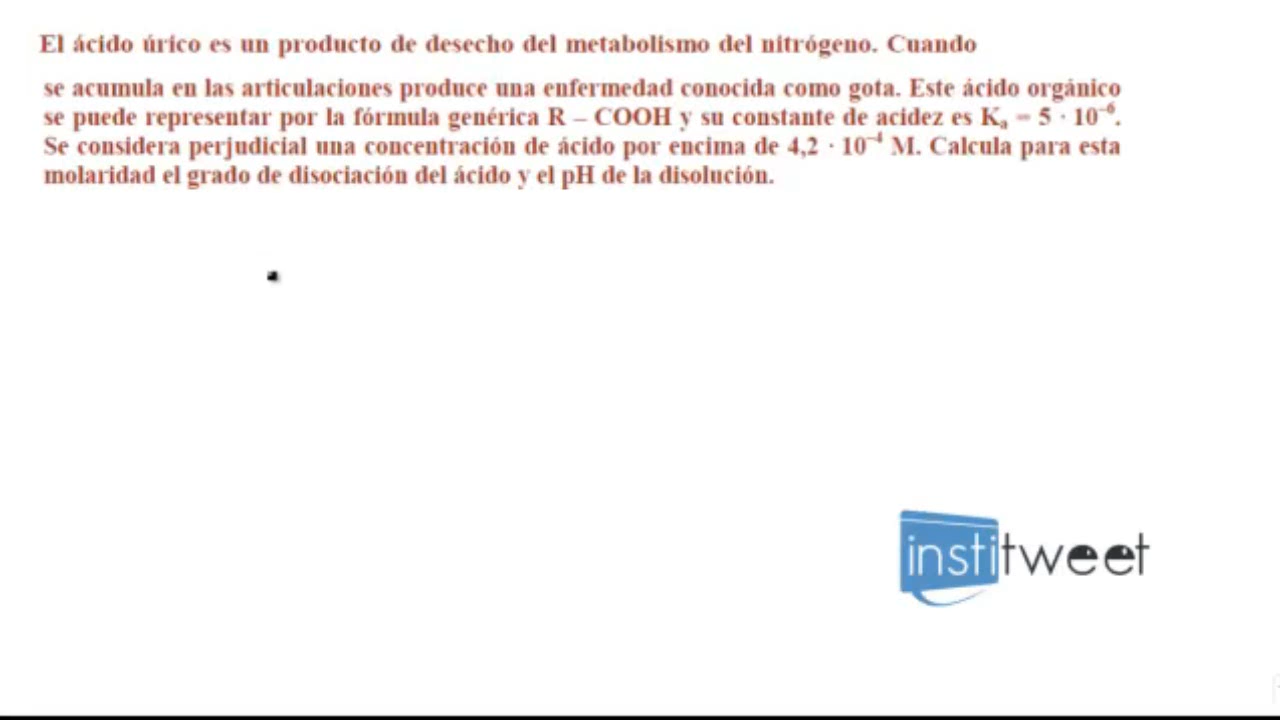 El ácido úrico es un producto de desecho del metabolismo del nitrógeno. Cuando
se acumula en las articulaciones produce una enfermedad conocida como gota. Este ácido orgánico
se puede representar por la fórmula genérica R – COOH y su constante de acidez es Kₐ = 5 · 10⁻⁶.
Se considera perjudicial una concentración de ácido por encima de 4,2 · 10⁻⁴ M. Calcula para esta
molaridad el grado de disociación del ácido y el pH de la disolución.
institweet